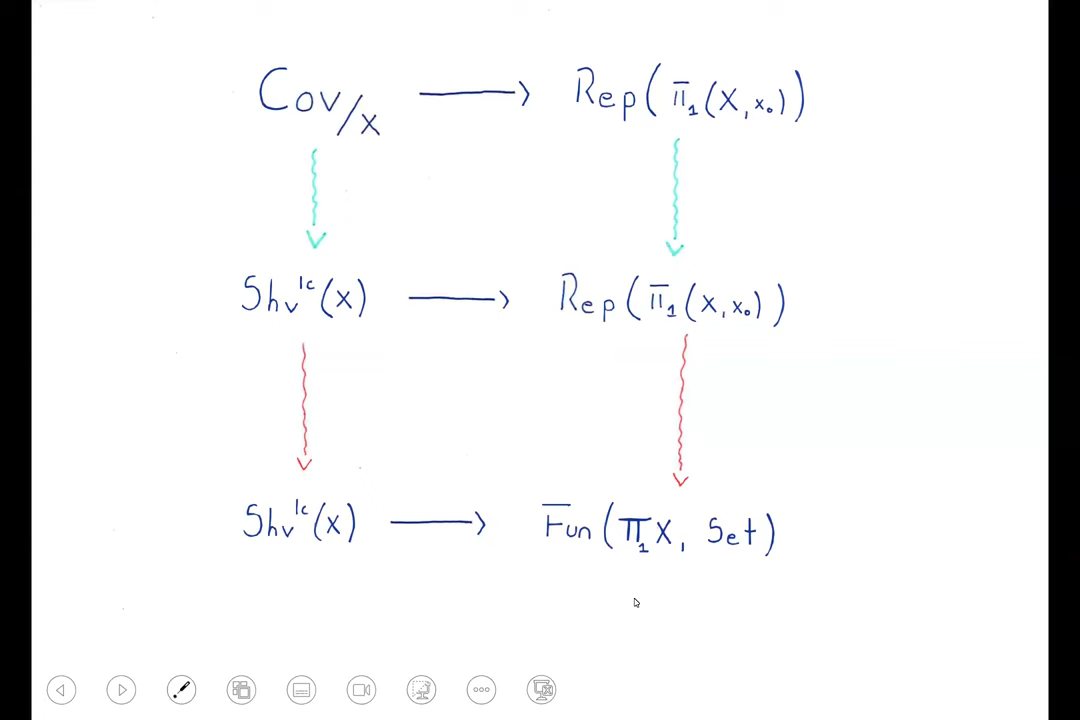 Cov/X ⟶ Rep(π₁(X, x₀))
Shv^lc(X) ⟶ Rep(π₁(X, x₀))
Shv^lc(X) ⟶ Fun(π₁X, Set)